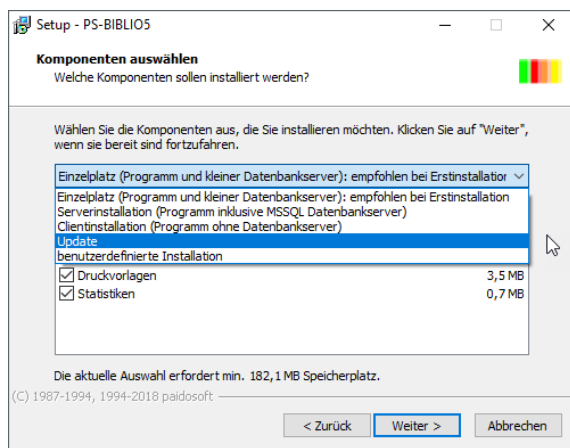 Setup - PS-BIBLIO5
Komponenten auswählen
Welche Komponenten sollen installiert werden?
Wählen Sie die Komponenten aus, die Sie installieren möchten. Klicken Sie auf "Weiter",
wenn sie bereit sind fortzufahren.
Einzelplatz (Programm und kleiner Datenbankserver): empfohlen bei Erstinstallation
Einzelplatz (Programm und kleiner Datenbankserver): empfohlen bei Erstinstallation
Serverinstallation (Programm inklusive MSSQL Datenbankserver)
Clientinstallation (Programm ohne Datenbankserver)
Update
benutzerdefinierte Installation
Druckvorlagen 3,5 MB
Statistiken 0,7 MB
Die aktuelle Auswahl erfordert min. 182,1 MB Speicherplatz.
(C) 1987-1994, 1994-2018 paidosoft
< Zurück Weiter > Abbrechen